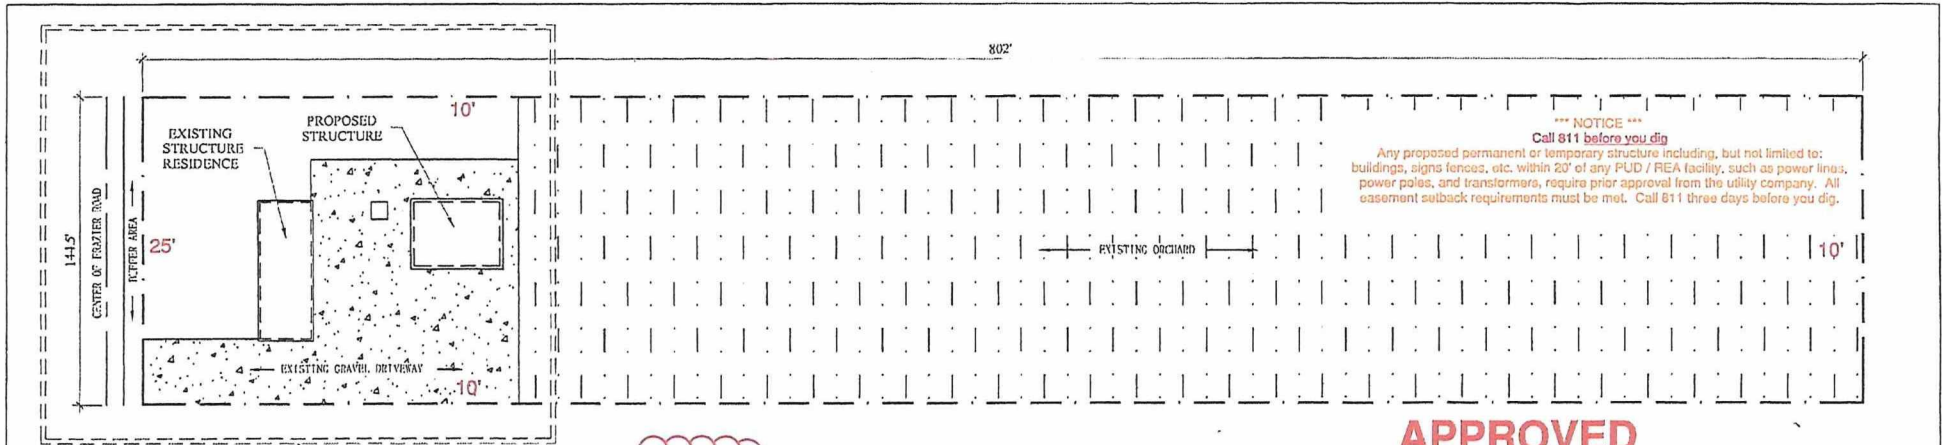 802'
10'
EXISTING
STRUCTURE
RESIDENCE
PROPOSED
STRUCTURE
*** NOTICE ***
Call 811 before you dig
Any proposed permanent or temporary structure including, but not limited to:
buildings, signs fences, etc. within 20' of any PUD / REA facility, such as power lines,
power poles, and transformers, require prior approval from the utility company. All
easement setback requirements must be met. Call 811 three days before you dig.
144.5'
CENTER OF FRAZIER ROAD
BUFFER AREA
25'
EXISTING ORCHARD
10'
EXISTING GRAVEL DRIVEWAY
10'
APPROVED